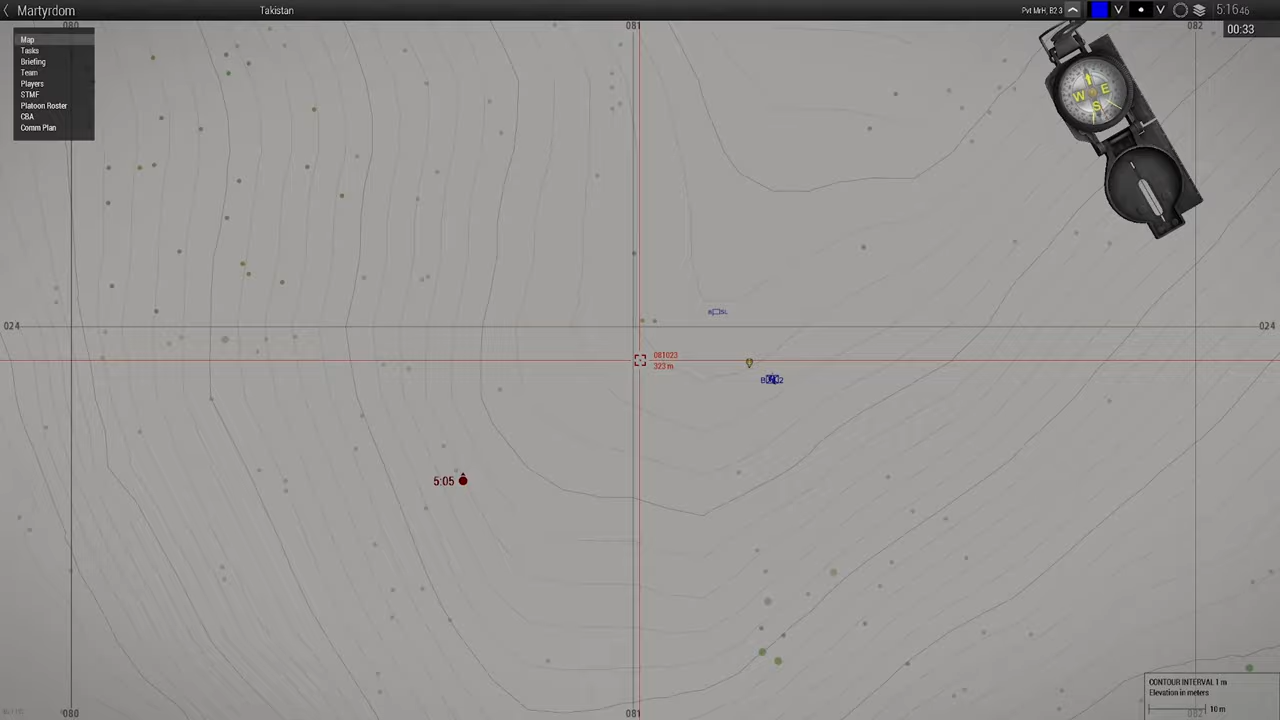 Martyrdom
Takistan
Pvt MrH, B2 3
5:16 46
00:33
080
081
082
Map
Tasks
Briefing
Team
Players
STMF
Platoon Roster
CBA
Comm Plan
W
E
S
024
024
081023
323 m
5:05
CONTOUR INTERVAL 1 m
Elevation in meters
10 m
080
081